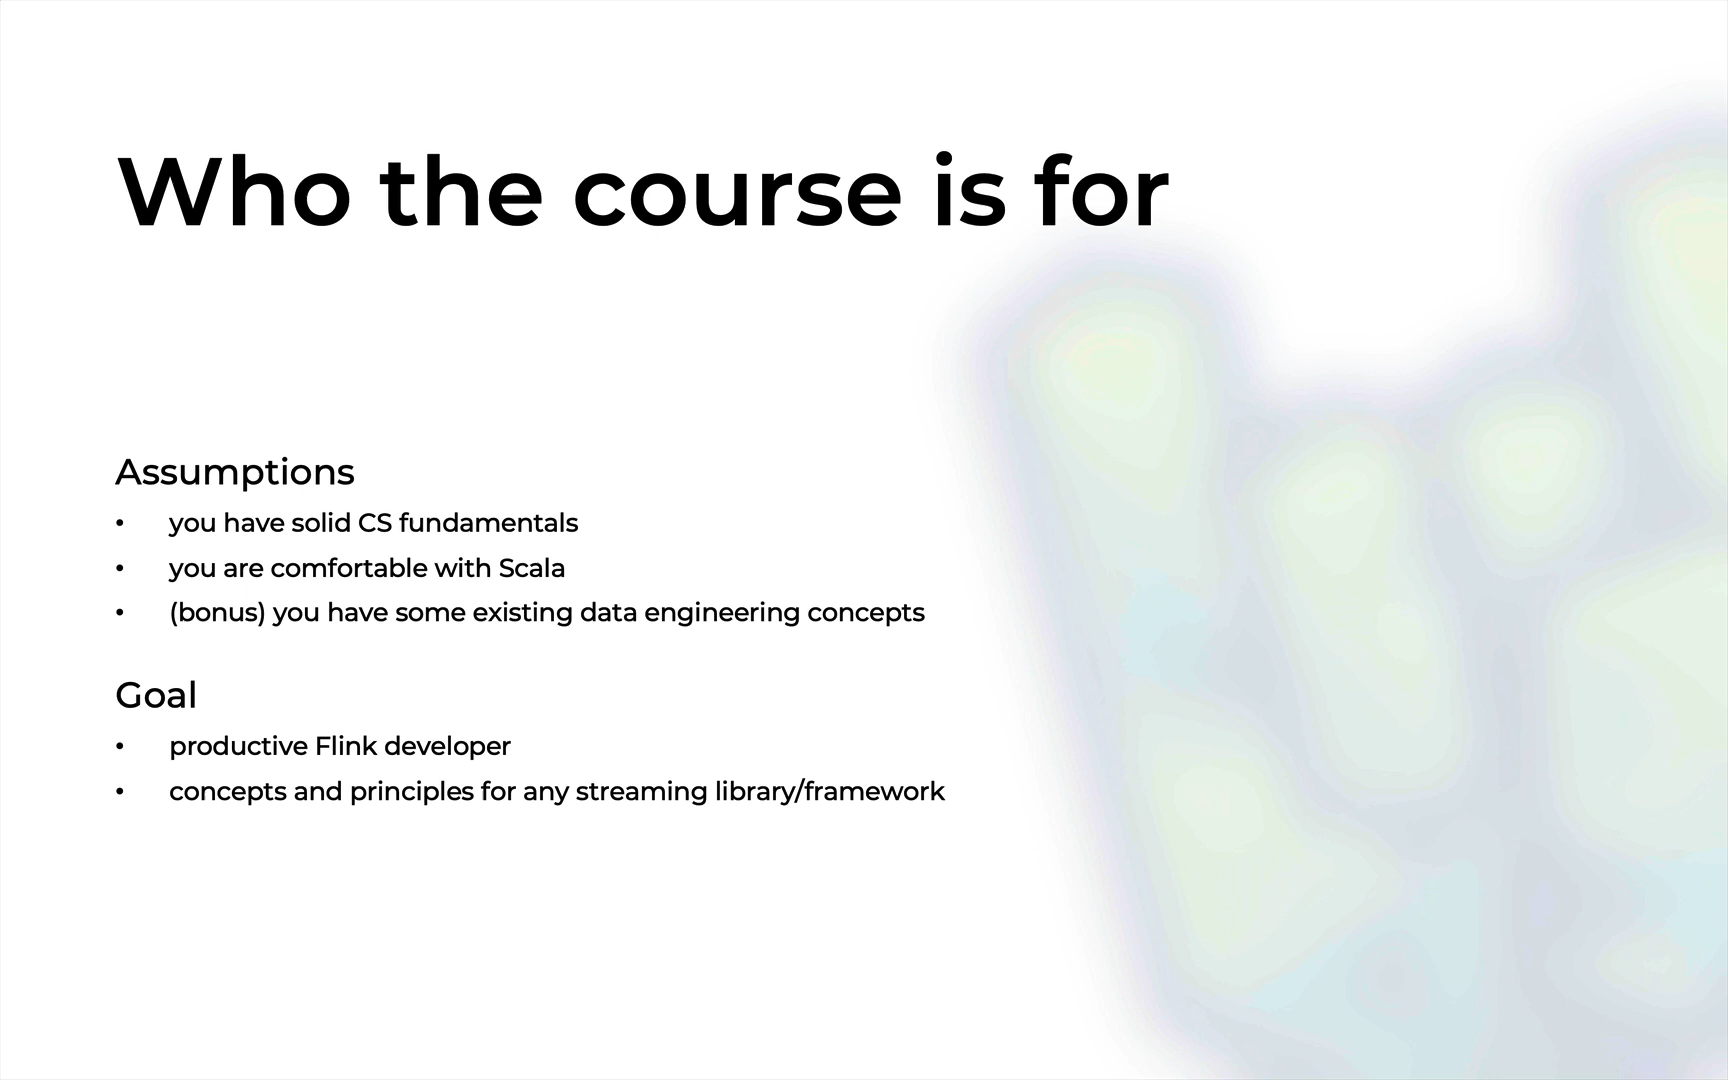 Who the course is for
Assumptions
• you have solid CS fundamentals
• you are comfortable with Scala
• (bonus) you have some existing data engineering concepts
Goal
• productive Flink developer
• concepts and principles for any streaming library/framework